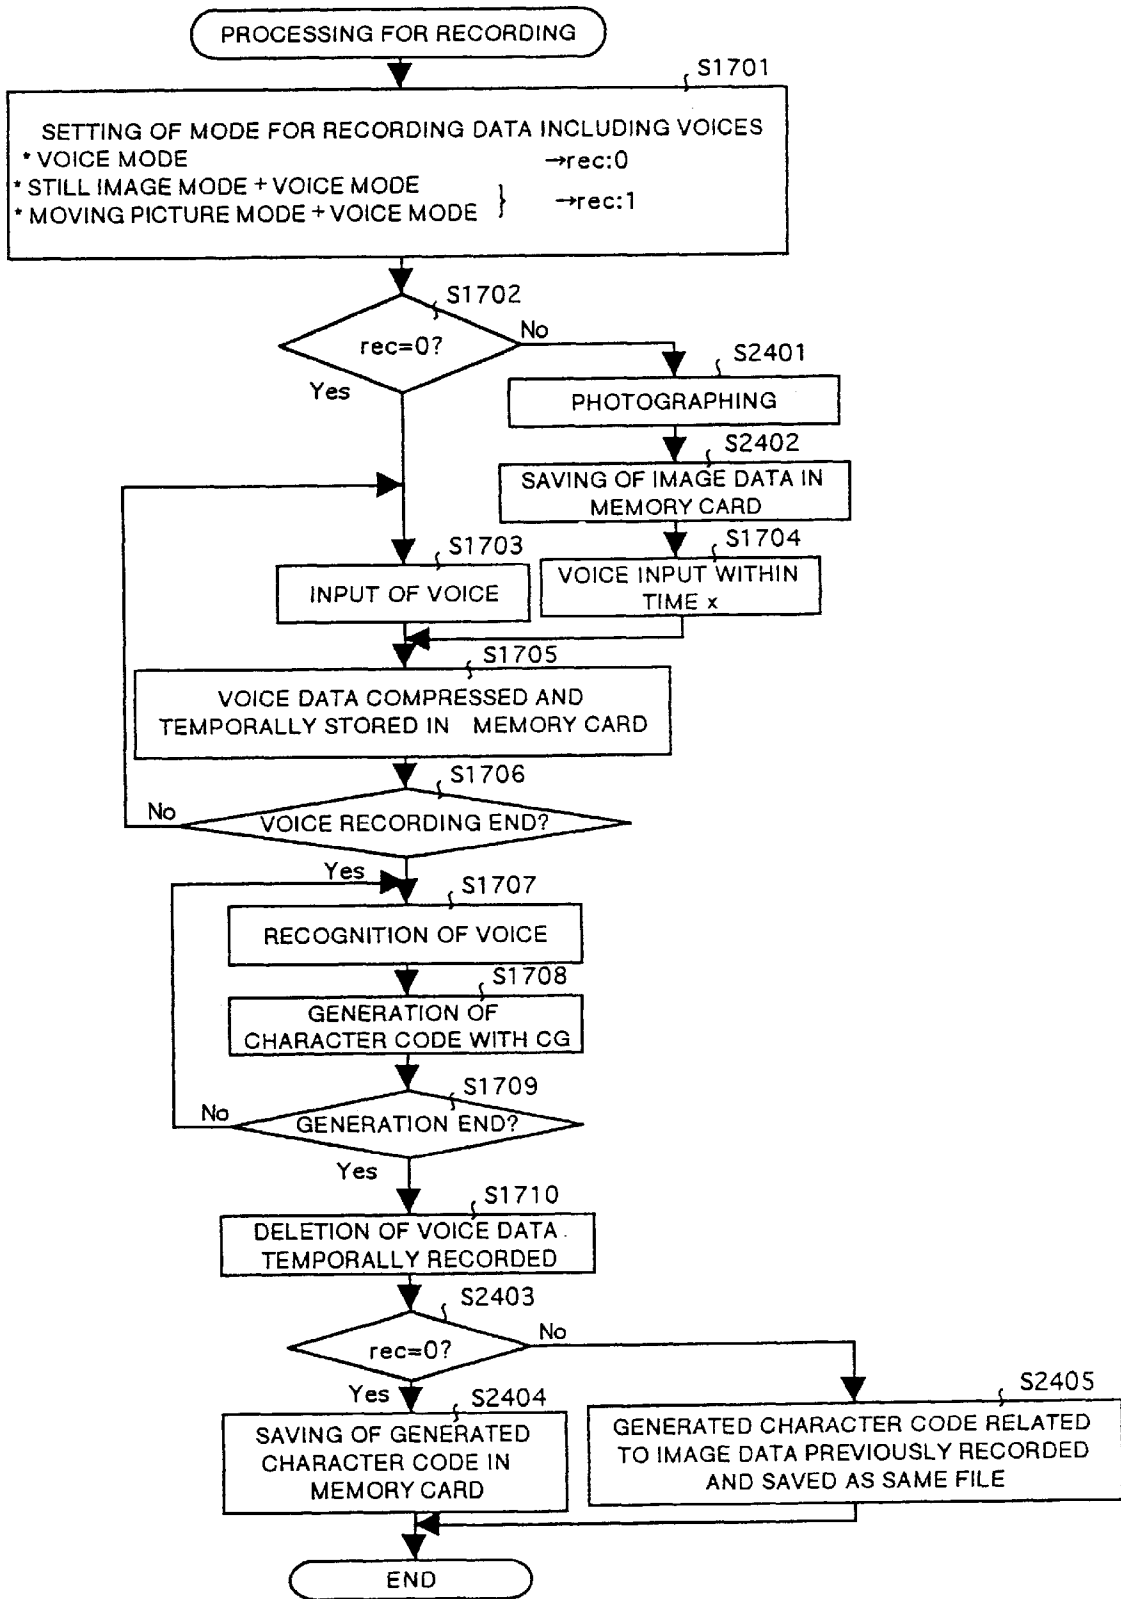 PROCESSING FOR RECORDING
S1701
SETTING OF MODE FOR RECORDING DATA INCLUDING VOICES
* VOICE MODE →rec:0
* STILL IMAGE MODE + VOICE MODE
* MOVING PICTURE MODE + VOICE MODE } →rec:1
S1702
rec=0?
No
Yes
S2401
PHOTOGRAPHING
S2402
SAVING OF IMAGE DATA IN
MEMORY CARD
S1703
INPUT OF VOICE
S1704
VOICE INPUT WITHIN
TIME x
S1705
VOICE DATA COMPRESSED AND
TEMPORALLY STORED IN MEMORY CARD
S1706
No
VOICE RECORDING END?
Yes
S1707
RECOGNITION OF VOICE
S1708
GENERATION OF
CHARACTER CODE WITH CG
S1709
No
GENERATION END?
Yes
S1710
DELETION OF VOICE DATA
TEMPORALLY RECORDED
S2403
rec=0?
No
Yes
S2404
SAVING OF GENERATED
CHARACTER CODE IN
MEMORY CARD
S2405
GENERATED CHARACTER CODE RELATED
TO IMAGE DATA PREVIOUSLY RECORDED
AND SAVED AS SAME FILE
END